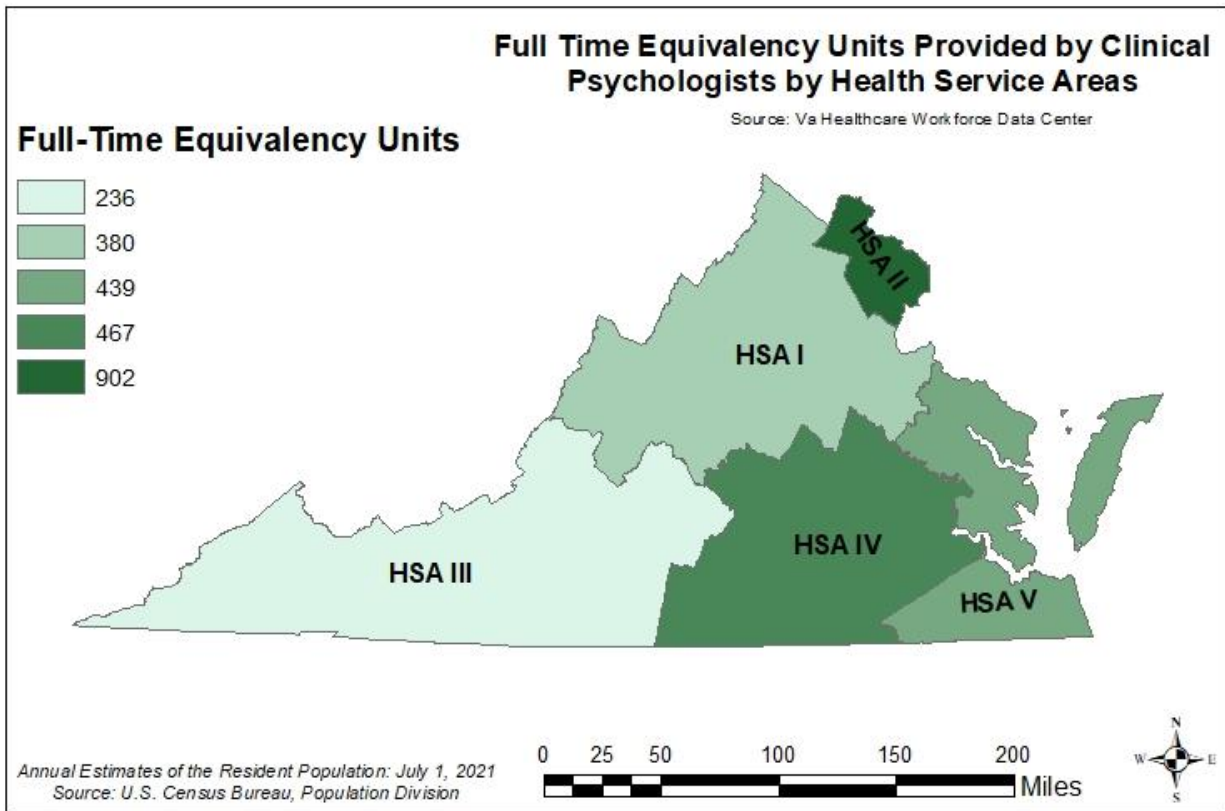 Full Time Equivalency Units Provided by Clinical
Psychologists by Health Service Areas
Source: Va Healthcare Workforce Data Center
Full-Time Equivalency Units
236
380
439
467
902
HSA II
HSA I
HSA IV
HSA III
HSA V
Annual Estimates of the Resident Population: July 1, 2021
Source: U.S. Census Bureau, Population Division
0 25 50 100 150 200
Miles
N
W E
S